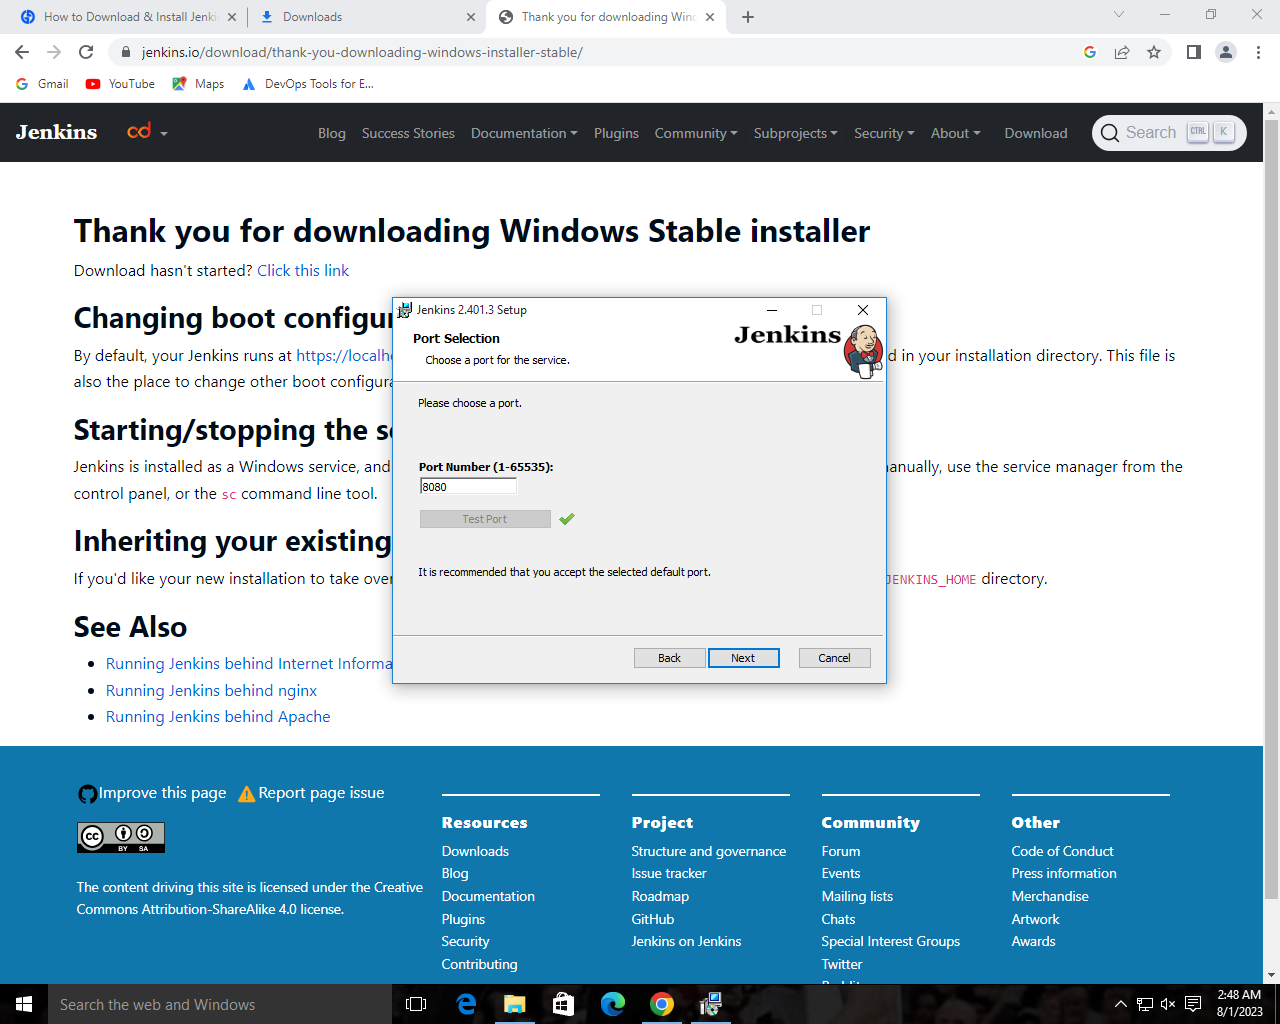 How to Download & Install Jenki
Downloads
Thank you for downloading Win
jenkins.io/download/thank-you-downloading-windows-installer-stable/
Gmail
YouTube
Maps
DevOps Tools for E...
Jenkins
cd
Blog
Success Stories
Documentation
Plugins
Community
Subprojects
Security
About
Download
Search
CTRL
K
Thank you for downloading Windows Stable installer
Download hasn't started? Click this link
Changing boot configu
By default, your Jenkins runs at https://localh
d in your installation directory. This file is
also the place to change other boot configura
Starting/stopping the s
Jenkins is installed as a Windows service, and
anually, use the service manager from the
control panel, or the sc command line tool.
Inheriting your existing
If you'd like your new installation to take over
JENKINS_HOME directory.
See Also
Running Jenkins behind Internet Informa
Running Jenkins behind nginx
Running Jenkins behind Apache
Jenkins 2.401.3 Setup
Port Selection
Choose a port for the service.
Jenkins
Please choose a port.
Port Number (1-65535):
8080
Test Port
It is recommended that you accept the selected default port.
Back
Next
Cancel
Improve this page
Report page issue
cc
BY SA
The content driving this site is licensed under the Creative
Commons Attribution-ShareAlike 4.0 license.
Resources
Downloads
Blog
Documentation
Plugins
Security
Contributing
Project
Structure and governance
Issue tracker
Roadmap
GitHub
Jenkins on Jenkins
Community
Forum
Events
Mailing lists
Chats
Special Interest Groups
Twitter
Other
Code of Conduct
Press information
Merchandise
Artwork
Awards
Search the web and Windows
2:48 AM
8/1/2023